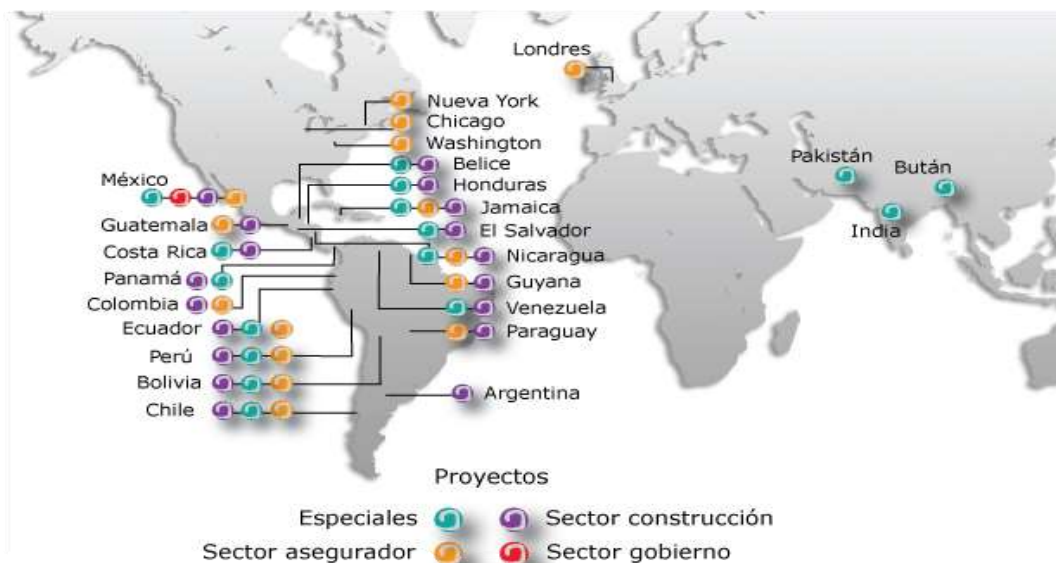 Londres
Nueva York
Chicago
Washington
Belice
Honduras
Jamaica
El Salvador
Nicaragua
Guyana
Venezuela
Paraguay
Argentina
México
Guatemala
Costa Rica
Panamá
Colombia
Ecuador
Perú
Bolivia
Chile
Pakistán
Bután
India
Proyectos
Especiales
Sector construcción
Sector asegurador
Sector gobierno